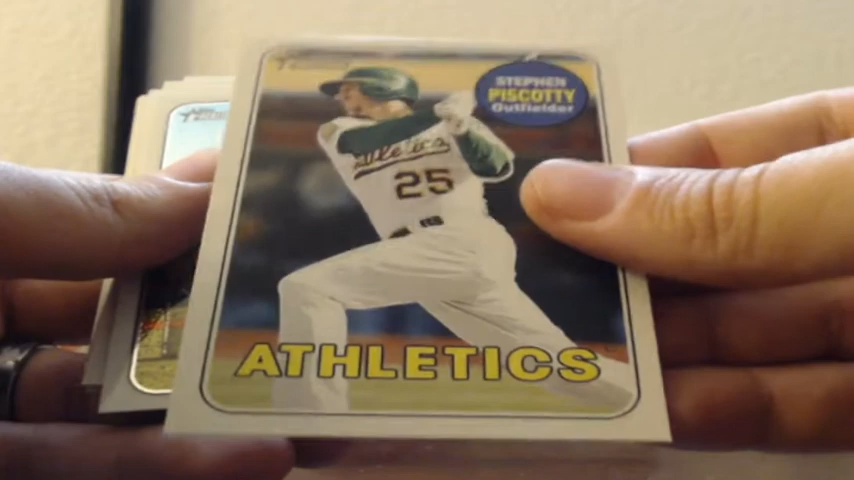 STEPHEN
PISCOTTY
Outfielder
Athletics
25
ATHLETICS